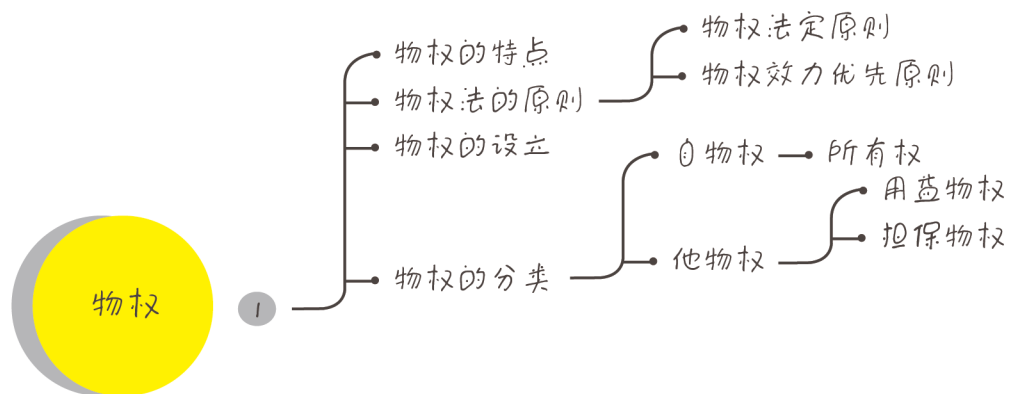 物权
1
物权的特点
物权法的原则
物权法定原则
物权效力优先原则
物权的设立
物权的分类
自物权
所有权
他物权
用益物权
担保物权